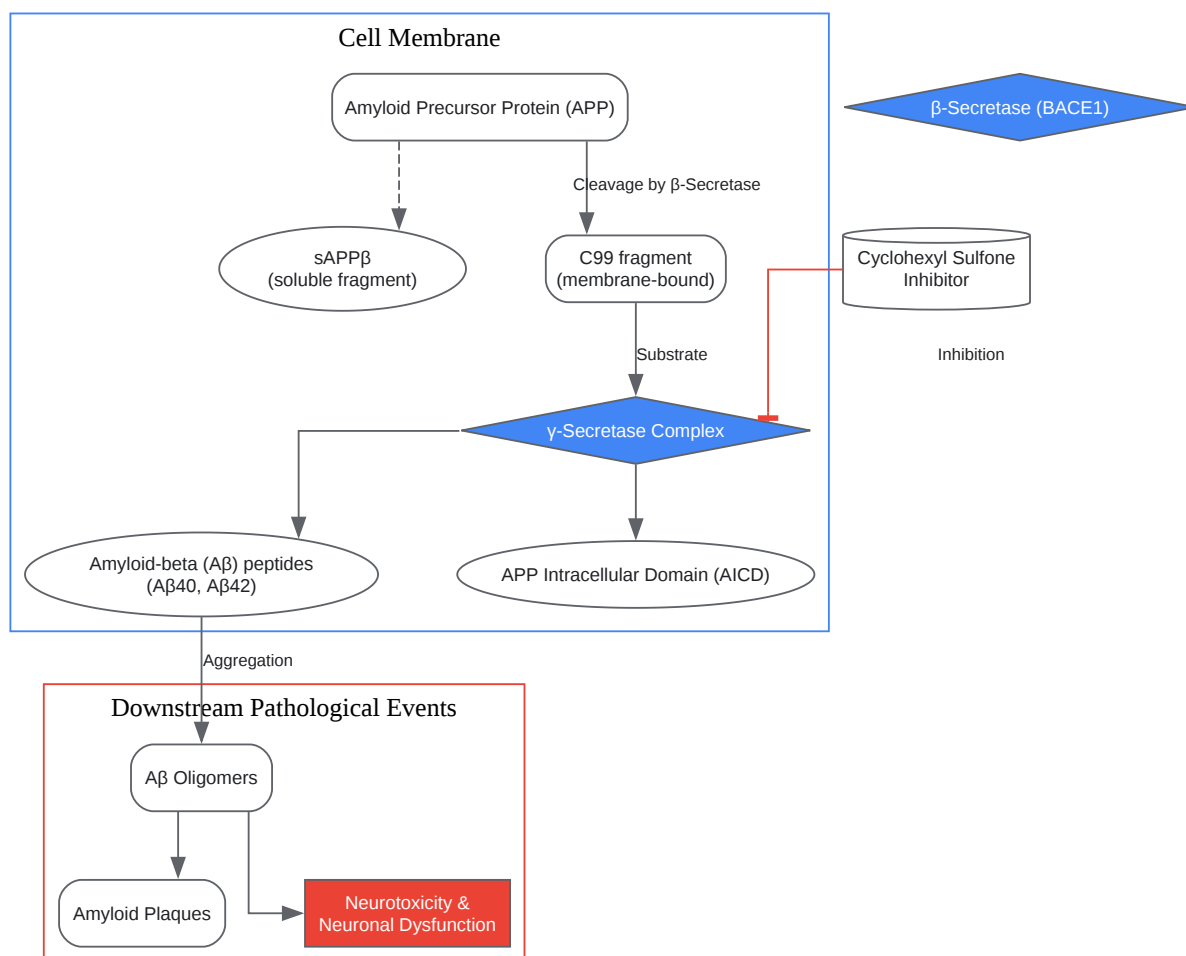 Cell Membrane
Amyloid Precursor Protein (APP)
β-Secretase (BACE1)
Cleavage by β-Secretase
sAPPβ
(soluble fragment)
C99 fragment
(membrane-bound)
Cyclohexyl Sulfone
Inhibitor
Substrate
Inhibition
γ-Secretase Complex
Amyloid-beta (Aβ) peptides
(Aβ40, Aβ42)
APP Intracellular Domain (AICD)
Aggregation
Downstream Pathological Events
Aβ Oligomers
Amyloid Plaques
Neurotoxicity &
Neuronal Dysfunction